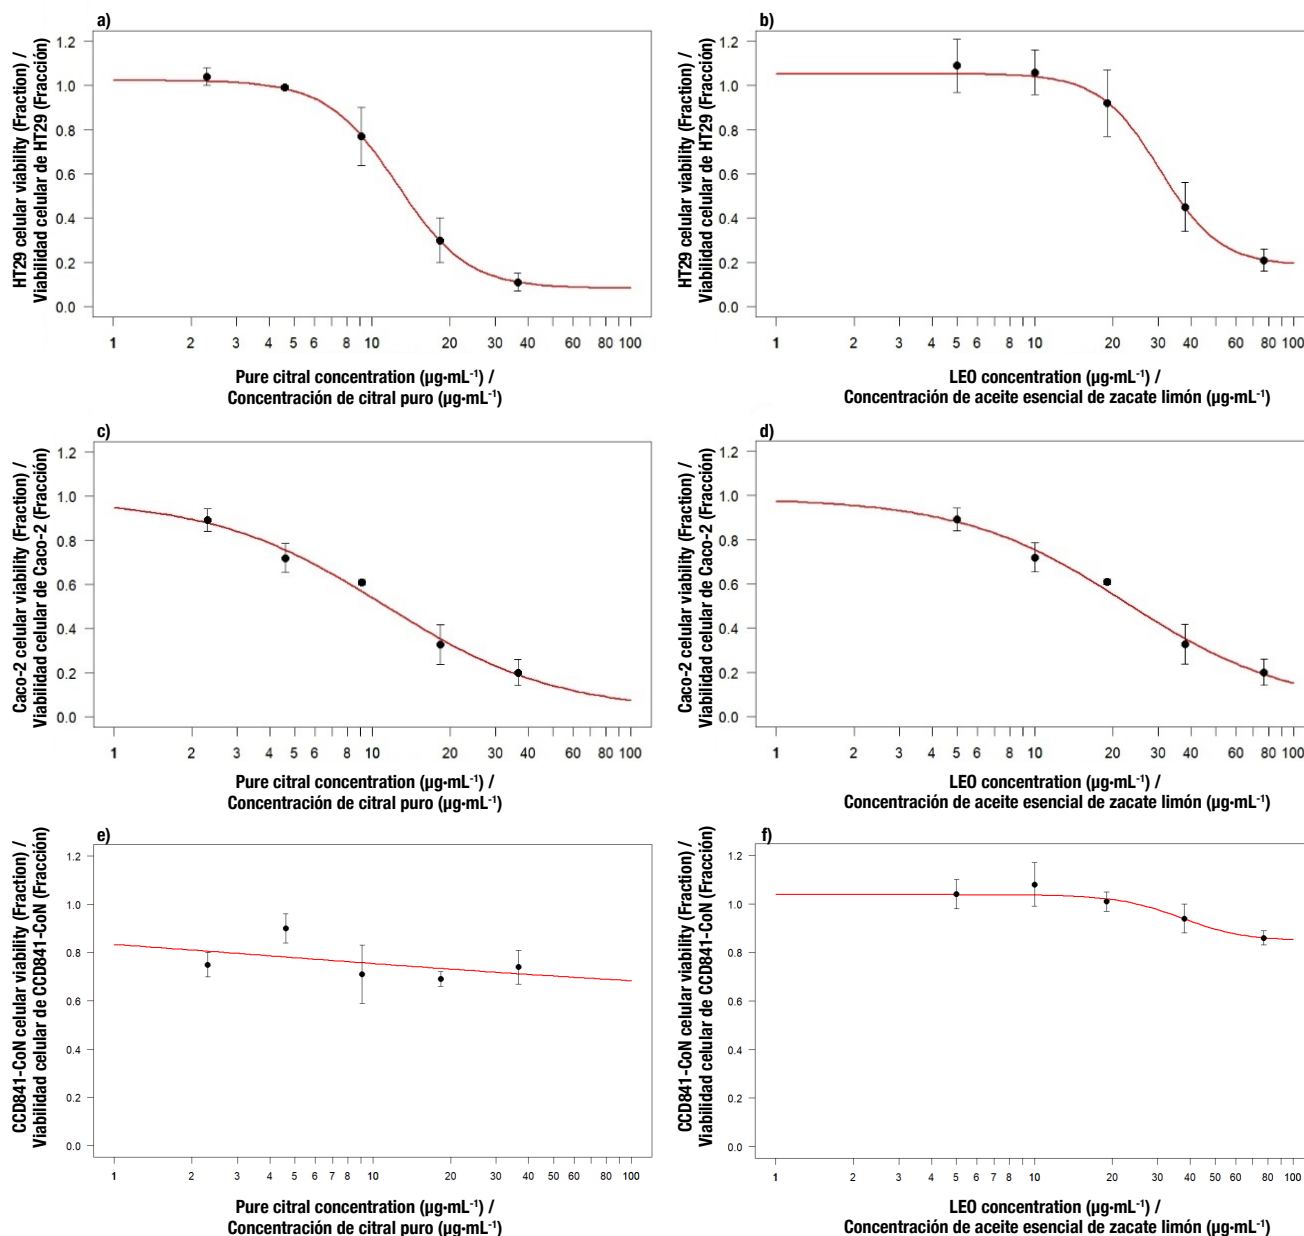 a)
HT29 celular viability (Fraction) /
Viabilidad celular de HT29 (Fracción)
1.2
1.0
0.8
0.6
0.4
0.2
0.0
1 2 3 4 5 6 8 10 20 30 40 60 80 100
Pure citral concentration (µg·mL-1) /
Concentración de citral puro (µg·mL-1)
b)
HT29 celular viability (Fraction) /
Viabilidad celular de HT29 (Fracción)
1.2
1.0
0.8
0.6
0.4
0.2
0.0
1 2 3 4 5 6 8 10 20 30 40 60 80 100
LEO concentration (µg·mL-1) /
Concentración de aceite esencial de zacate limón (µg·mL-1)
c)
Caco-2 celular viability (Fraction) /
Viabilidad celular de Caco-2 (Fracción)
1.2
1.0
0.8
0.6
0.4
0.2
0.0
1 2 3 4 5 6 8 10 20 30 40 60 80 100
Pure citral concentration (µg·mL-1) /
Concentración de citral puro (µg·mL-1)
d)
Caco-2 celular viability (Fraction) /
Viabilidad celular de Caco-2 (Fracción)
1.2
1.0
0.8
0.6
0.4
0.2
0.0
1 2 3 4 5 6 8 10 20 30 40 60 80 100
LEO concentration (µg·mL-1) /
Concentración de aceite esencial de zacate limón (µg·mL-1)
e)
CCD841-CoN celular viability (Fraction) /
Viabilidad celular de CCD841-CoN (Fracción)
1.2
1.0
0.8
0.6
0.4
0.2
0.0
1 2 3 4 5 6 7 8 10 20 30 40 50 60 80 100
Pure citral concentration (µg·mL-1) /
Concentración de citral puro (µg·mL-1)
f)
CCD841-CoN celular viability (Fraction) /
Viabilidad celular de CCD841-CoN (Fracción)
1.2
1.0
0.8
0.6
0.4
0.2
0.0
1 2 3 4 5 6 7 8 10 20 30 40 50 60 80 100
LEO concentration (µg·mL-1) /
Concentración de aceite esencial de zacate limón (µg·mL-1)